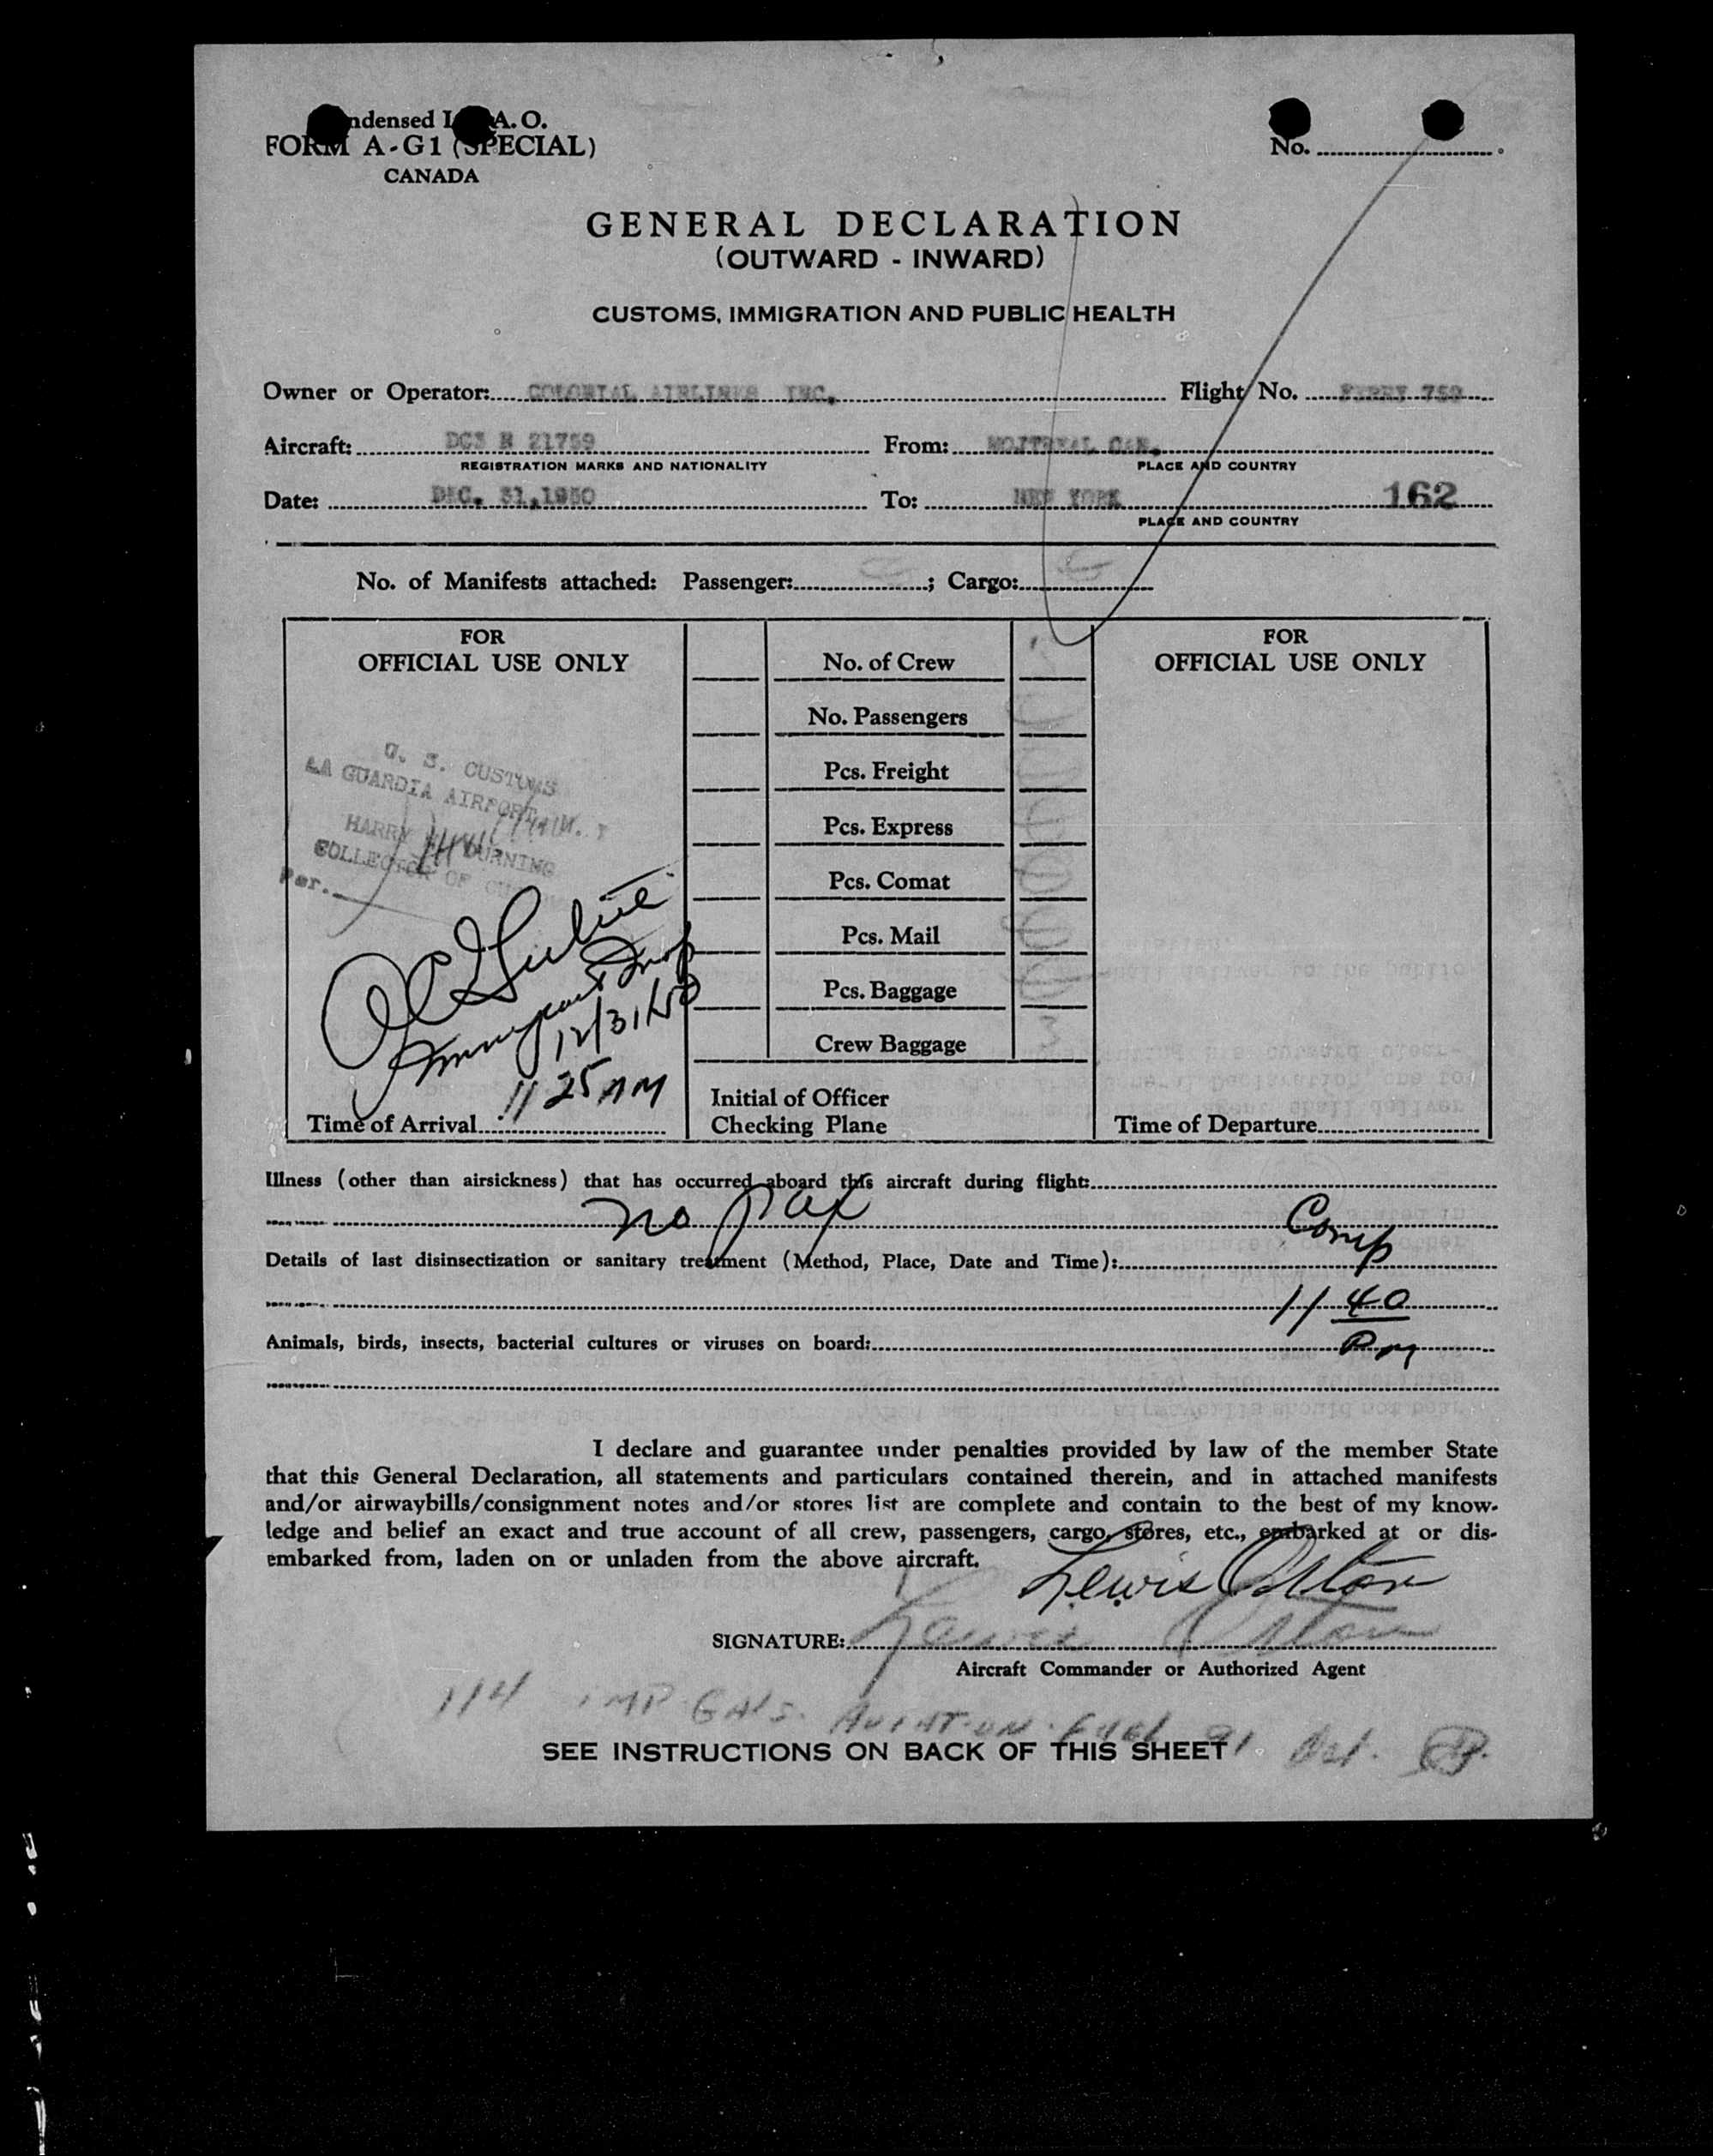 ndensed I A. O. No.
FORM A-G1 (SPECIAL)
CANADA
GENERAL DECLARATION
(OUTWARD - INWARD)
CUSTOMS, IMMIGRATION AND PUBLIC HEALTH
Owner or Operator: COLONIAL AIRLINES INC. Flight No. FERRY 752
Aircraft: DC3 N 21759 From: MONTREAL CAN.
REGISTRATION MARKS AND NATIONALITY PLACE AND COUNTRY
Date: DEC. 31,1950 To: NEW YORK 162
PLACE AND COUNTRY
No. of Manifests attached: Passenger: ; Cargo:
FOR
OFFICIAL USE ONLY
U. S. CUSTOMS
LA GUARDIA AIRPORT, N. Y
HARRY M. DURNING
COLLECTOR OF CUSTOMS
Per.
12/31/50
11 25 AM
Time of Arrival
No. of Crew
No. Passengers
Pcs. Freight
Pcs. Express
Pcs. Comat
Pcs. Mail
Pcs. Baggage
Crew Baggage 3
Initial of Officer
Checking Plane
FOR
OFFICIAL USE ONLY
Time of Departure
Illness (other than airsickness) that has occurred aboard this aircraft during flight:
no pax Comp
Details of last disinsectization or sanitary treatment (Method, Place, Date and Time):
11 40
Animals, birds, insects, bacterial cultures or viruses on board: PM
I declare and guarantee under penalties provided by law of the member State
that this General Declaration, all statements and particulars contained therein, and in attached manifests
and/or airwaybills/consignment notes and/or stores list are complete and contain to the best of my know-
ledge and belief an exact and true account of all crew, passengers, cargo, stores, etc., embarked at or dis-
embarked from, laden on or unladen from the above aircraft.
Lewis
SIGNATURE:
Aircraft Commander or Authorized Agent
114 IMP. GALS. AVIATION FUEL 91 Oct.
SEE INSTRUCTIONS ON BACK OF THIS SHEET